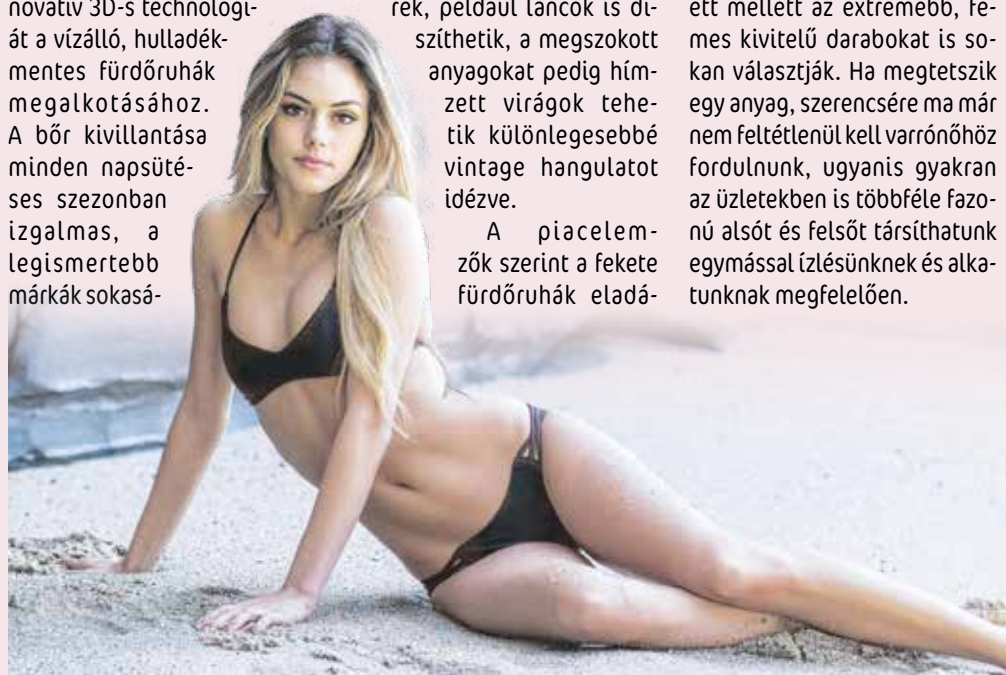 novatív 3D-s technológi-
át a vízálló, hulladék-
mentes fürdőruhák
megalkotásához.
A bőr kivillantása
minden napsüté-
ses szezonban
izgalmas, a
legismertebb
márkák sokasá-
rek, például láncok is dí-
szíthetik, a megszokott
anyagokat pedig hím-
zett virágok tehe-
tik különlegesebbé
vintage hangulatot
idézve.
A piacelem-
zők szerint a fekete
fürdőruhák eladá-
ett mellett az extrémebb, fé-
mes kivitelű darabokat is so-
kan választják. Ha megtetszik
egy anyag, szerencsére ma már
nem feltétlenül kell varrónőhöz
fordulnunk, ugyanis gyakran
az üzletekben is többféle fazo-
nú alsót és felsőt társíthatunk
egymással ízlésünknek és alka-
tunknak megfelelően.